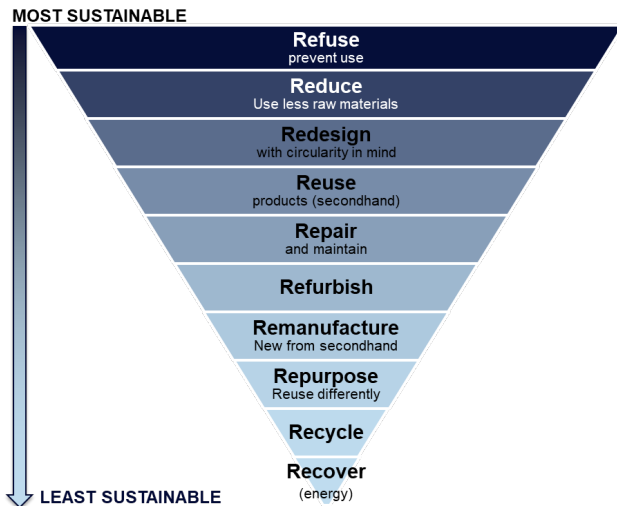 MOST SUSTAINABLE
Refuse
prevent use
Reduce
Use less raw materials
Redesign
with circularity in mind
Reuse
products (secondhand)
Repair
and maintain
Refurbish
Remanufacture
New from secondhand
Repurpose
Reuse differently
Recycle
Recover
(energy)
LEAST SUSTAINABLE